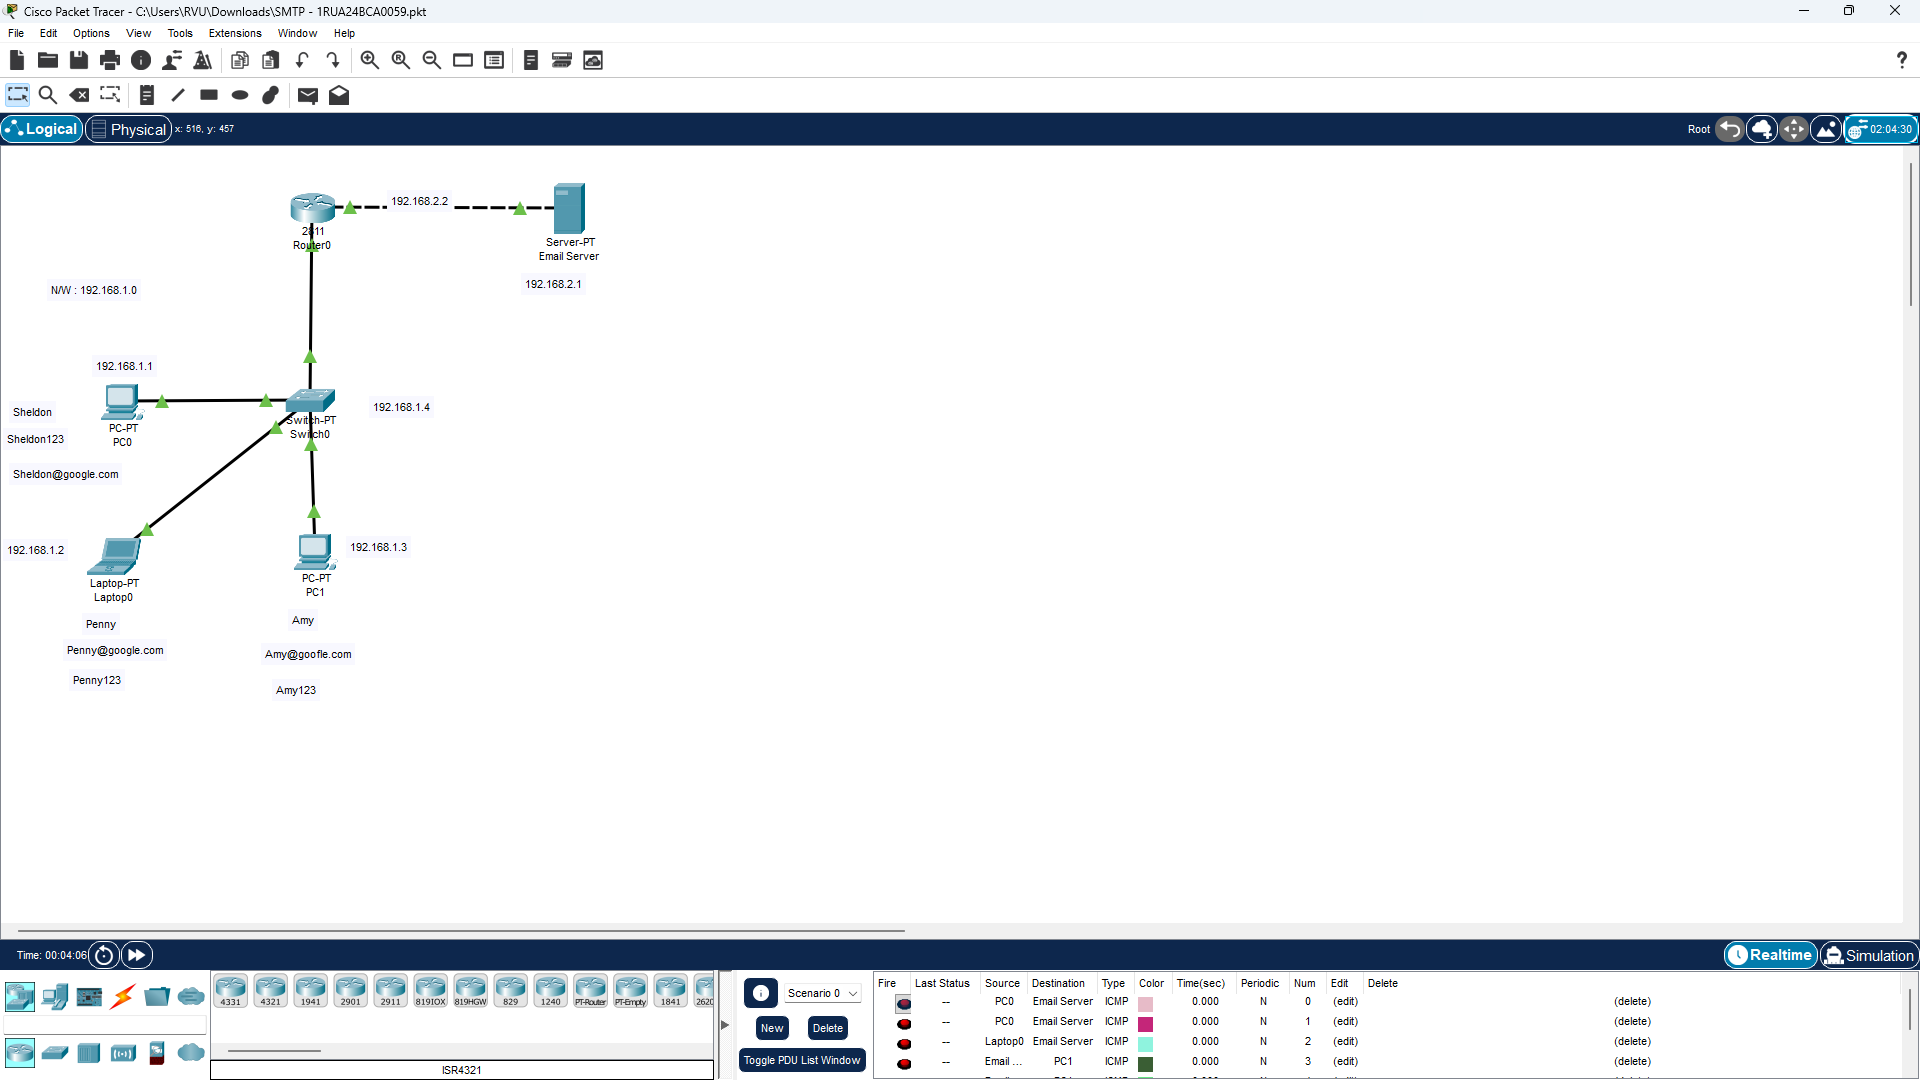 Cisco Packet Tracer - C:\Users\RVU\Downloads\SMTP - 1RUA24BCA0059.pkt
File Edit Options View Tools Extensions Window Help
Logical Physical x: 516, y: 457 Root 02:04:30
192.168.2.2
2811
Router0
Server-PT
Email Server
192.168.2.1
N/W : 192.168.1.0
192.168.1.1
PC-PT
PC0
Sheldon
Sheldon123
Sheldon@google.com
Switch-PT
Switch0
192.168.1.4
192.168.1.2
Laptop-PT
Laptop0
Penny
Penny@google.com
Penny123
192.168.1.3
PC-PT
PC1
Amy
Amy@goofle.com
Amy123
Time: 00:04:06 Realtime Simulation
4331 4321 1941 2901 2911 819IOX 819HGW 829 1240 PT-Router PT-Empty 1841 2620
ISR4321
Scenario 0
New Delete
Toggle PDU List Window
Fire Last Status Source Destination Type Color Time(sec) Periodic Num Edit Delete
-- PC0 Email Server ICMP 0.000 N 0 (edit) (delete)
-- PC0 Email Server ICMP 0.000 N 1 (edit) (delete)
-- Laptop0 Email Server ICMP 0.000 N 2 (edit) (delete)
-- Email ... PC1 ICMP 0.000 N 3 (edit) (delete)